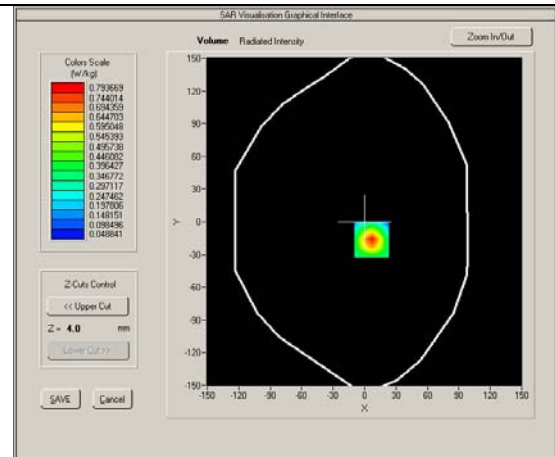 SAR Visualisation Graphical Interface
Volume Radiated Intensity
Zoom In/Out
Colors Scale
(W/kg)
0.793669
0.744014
0.694359
0.644703
0.595048
0.545393
0.495738
0.446082
0.396427
0.346772
0.297117
0.247462
0.197806
0.148151
0.098496
0.048841
Z-Cuts Control
<< Upper Cut
Z = 4.0 mm
Lower Cut >>
SAVE Cancel
150
120
90
60
30
0
-30
-60
-90
-120
-150
Y
-150 -120 -90 -60 -30 0 30 60 90 120 150
X